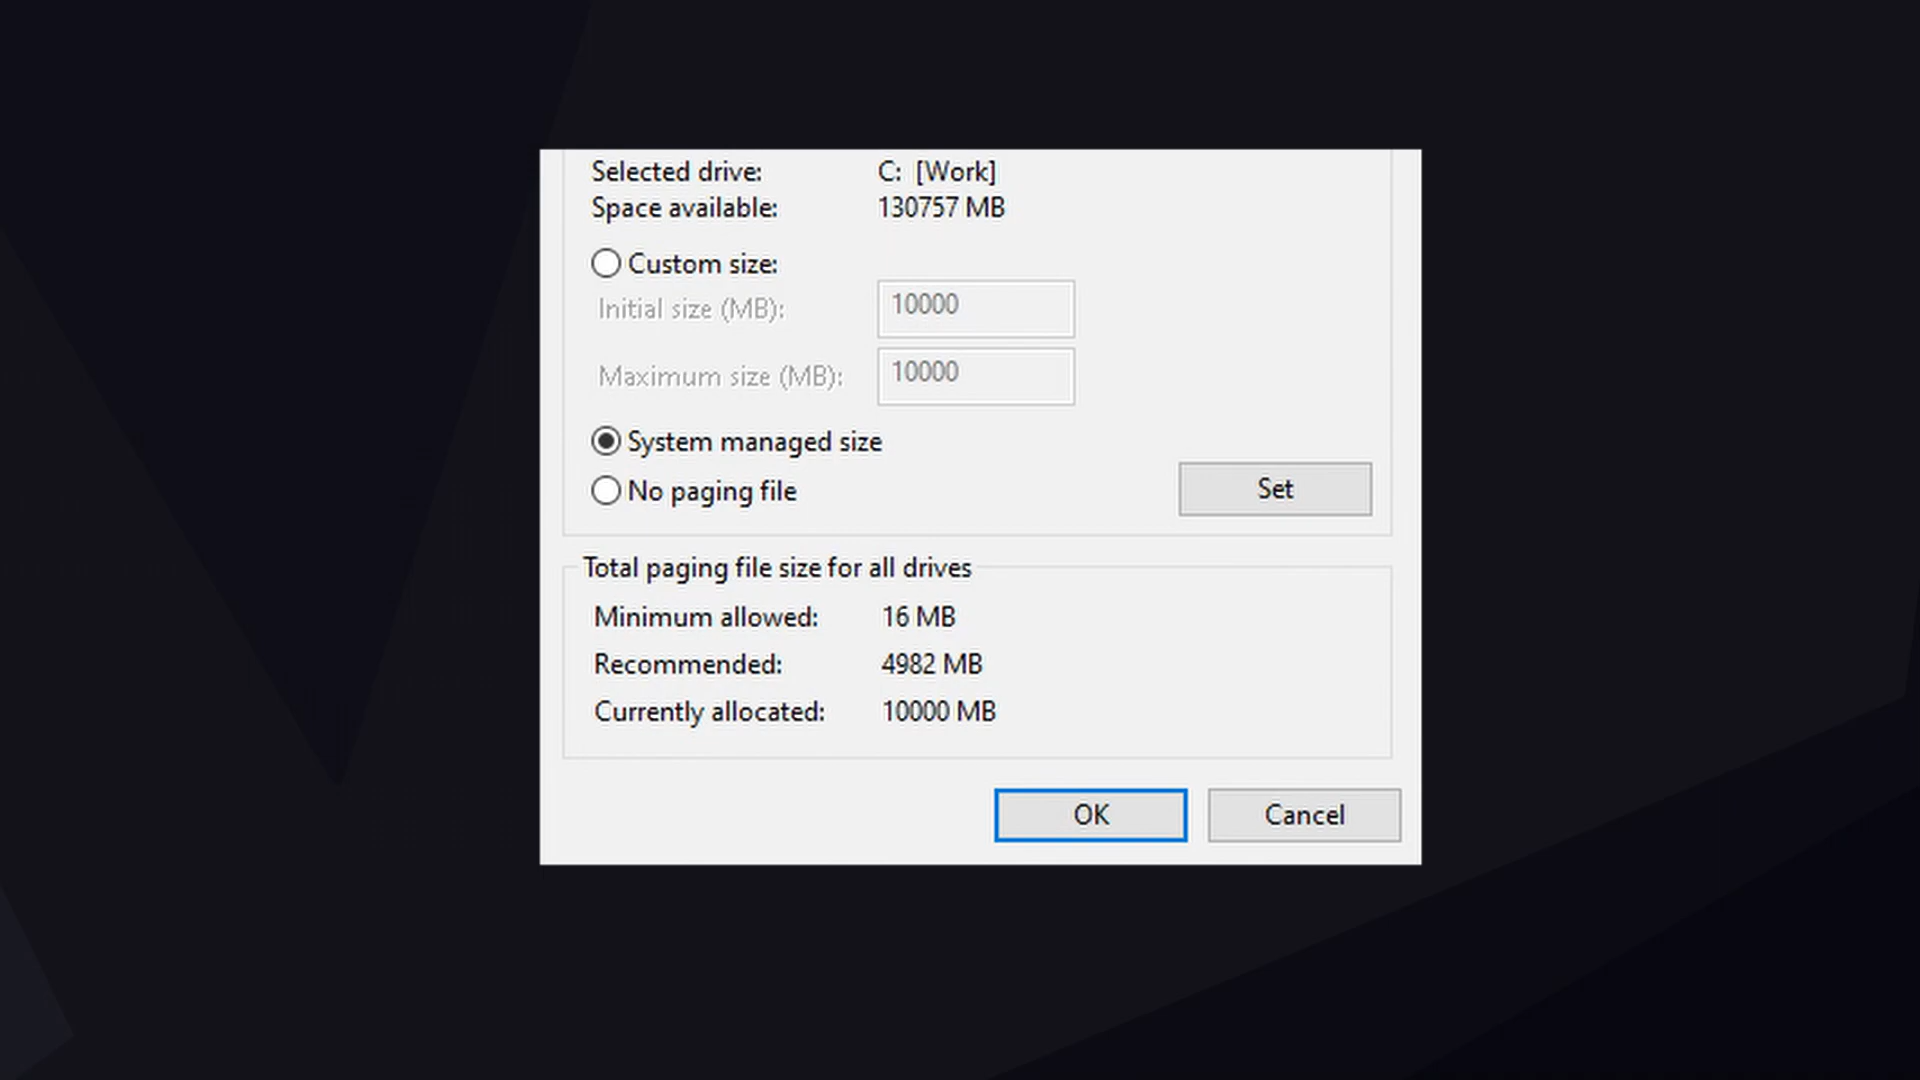 Selected drive: C: [Work]
Space available: 130757 MB
Custom size:
Initial size (MB): 10000
Maximum size (MB): 10000
System managed size
No paging file Set
Total paging file size for all drives
Minimum allowed: 16 MB
Recommended: 4982 MB
Currently allocated: 10000 MB
OK Cancel